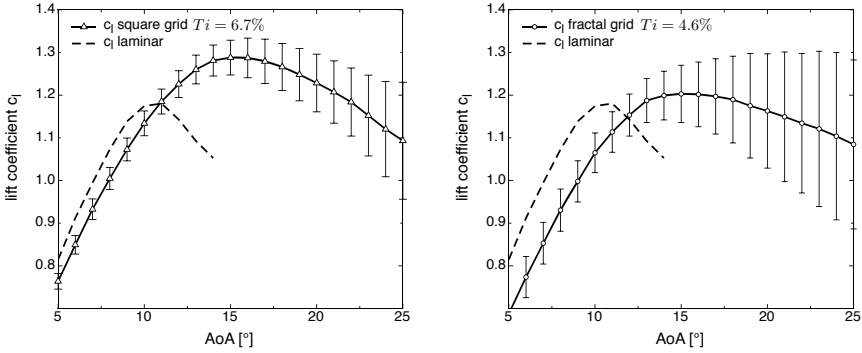 c_l square grid Ti = 6.7%
c_l laminar
1.4
1.3
1.2
1.1
1.0
0.9
0.8
lift coefficient c_l
5 10 15 20 25
AoA [°]
c_l fractal grid Ti = 4.6%
c_l laminar
1.4
1.3
1.2
1.1
1.0
0.9
0.8
lift coefficient c_l
5 10 15 20 25
AoA [°]